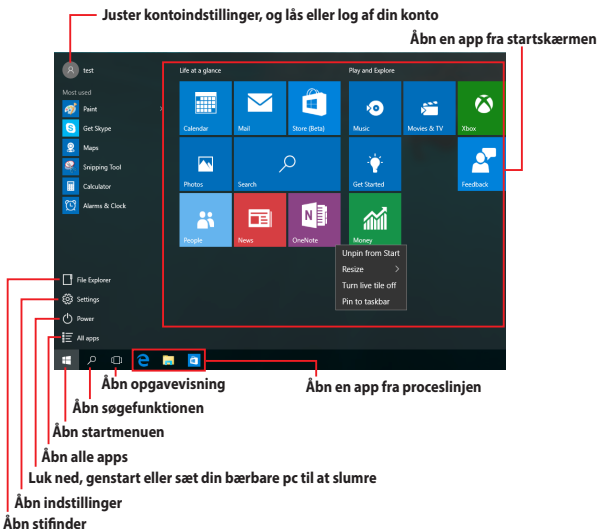 Juster kontoindstillinger, og lås eller log af din konto
Åbn en app fra startskærmen
test
Most used
Paint
Get Skype
Maps
Snipping Tool
Calculator
Alarms & Clock
File Explorer
Settings
Power
All apps
Life at a glance
Play and Explore
Calendar
Mail
Store (Beta)
Music
Movies & TV
Xbox
Photos
Search
Get Started
Feedback
People
News
OneNote
Money
Unpin from Start
Resize
Turn live tile off
Pin to taskbar
Åbn opgavevisning
Åbn en app fra proceslinjen
Åbn søgefunktionen
Åbn startmenuen
Åbn alle apps
Luk ned, genstart eller sæt din bærbare pc til at slumre
Åbn indstillinger
Åbn stifinder